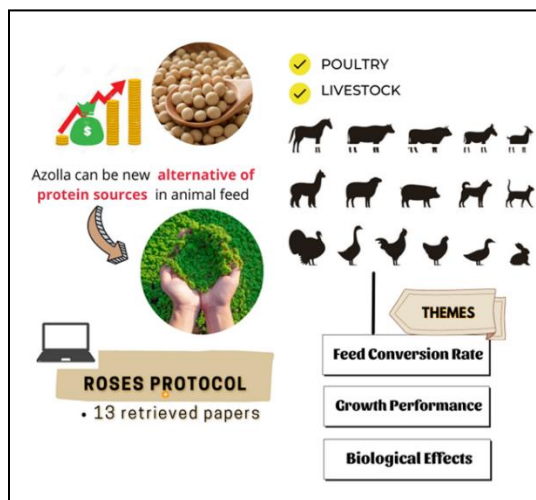 POULTRY
LIVESTOCK
$
Azolla can be new alternative of
protein sources in animal feed
THEMES
Feed Conversion Rate
Growth Performance
Biological Effects
ROSES PROTOCOL
• 13 retrieved papers